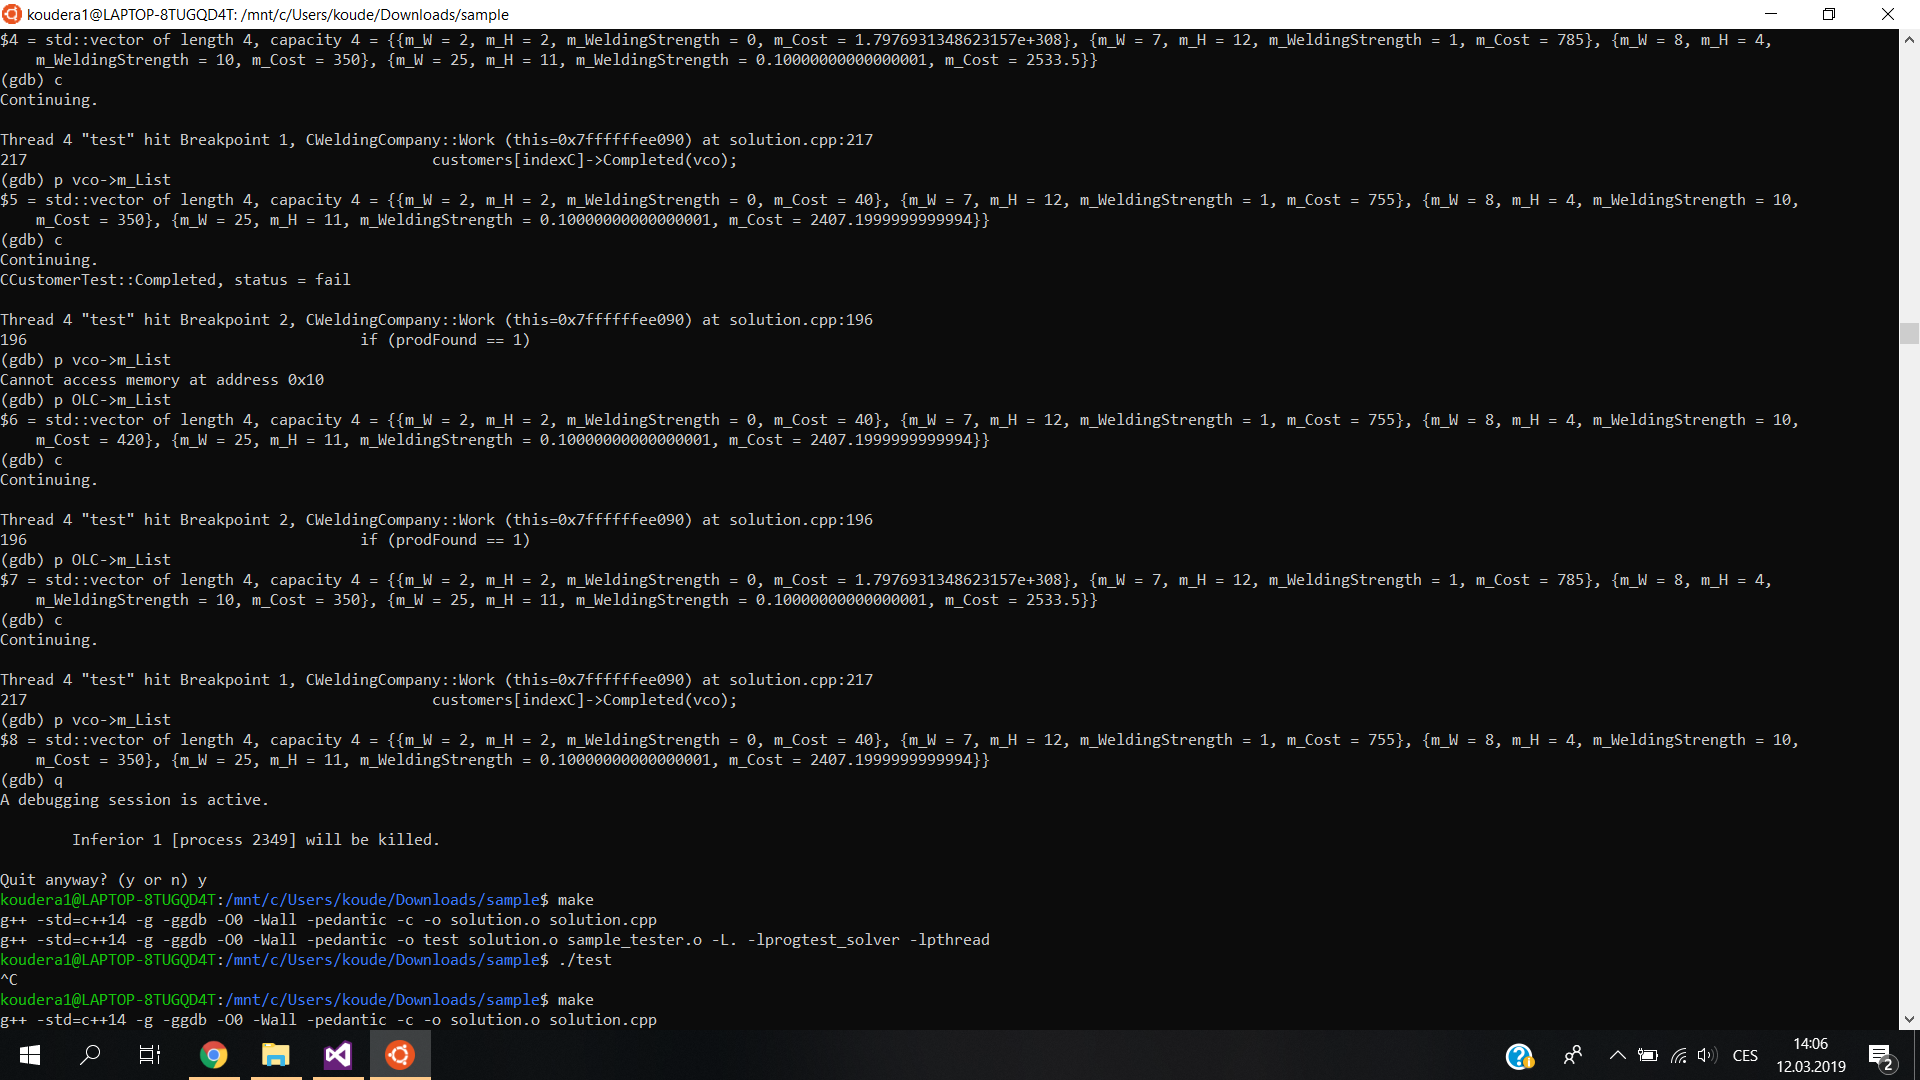 koudera1@LAPTOP-8TUGQD4T: /mnt/c/Users/koude/Downloads/sample
$4 = std::vector of length 4, capacity 4 = {{m_W = 2, m_H = 2, m_WeldingStrength = 0, m_Cost = 1.7976931348623157e+308}, {m_W = 7, m_H = 12, m_WeldingStrength = 1, m_Cost = 785}, {m_W = 8, m_H = 4,
m_WeldingStrength = 10, m_Cost = 350}, {m_W = 25, m_H = 11, m_WeldingStrength = 0.10000000000000001, m_Cost = 2533.5}}
(gdb) c
Continuing.
Thread 4 "test" hit Breakpoint 1, CWeldingCompany::Work (this=0x7ffffffee090) at solution.cpp:217
217 customers[indexC]->Completed(vco);
(gdb) p vco->m_List
$5 = std::vector of length 4, capacity 4 = {{m_W = 2, m_H = 2, m_WeldingStrength = 0, m_Cost = 40}, {m_W = 7, m_H = 12, m_WeldingStrength = 1, m_Cost = 755}, {m_W = 8, m_H = 4, m_WeldingStrength = 10,
m_Cost = 350}, {m_W = 25, m_H = 11, m_WeldingStrength = 0.10000000000000001, m_Cost = 2407.1999999999994}}
(gdb) c
Continuing.
CCustomerTest::Completed, status = fail
Thread 4 "test" hit Breakpoint 2, CWeldingCompany::Work (this=0x7ffffffee090) at solution.cpp:196
196 if (prodFound == 1)
(gdb) p vco->m_List
Cannot access memory at address 0x10
(gdb) p OLC->m_List
$6 = std::vector of length 4, capacity 4 = {{m_W = 2, m_H = 2, m_WeldingStrength = 0, m_Cost = 40}, {m_W = 7, m_H = 12, m_WeldingStrength = 1, m_Cost = 755}, {m_W = 8, m_H = 4, m_WeldingStrength = 10,
m_Cost = 420}, {m_W = 25, m_H = 11, m_WeldingStrength = 0.10000000000000001, m_Cost = 2407.1999999999994}}
(gdb) c
Continuing.
Thread 4 "test" hit Breakpoint 2, CWeldingCompany::Work (this=0x7ffffffee090) at solution.cpp:196
196 if (prodFound == 1)
(gdb) p OLC->m_List
$7 = std::vector of length 4, capacity 4 = {{m_W = 2, m_H = 2, m_WeldingStrength = 0, m_Cost = 1.7976931348623157e+308}, {m_W = 7, m_H = 12, m_WeldingStrength = 1, m_Cost = 785}, {m_W = 8, m_H = 4,
m_WeldingStrength = 10, m_Cost = 350}, {m_W = 25, m_H = 11, m_WeldingStrength = 0.10000000000000001, m_Cost = 2533.5}}
(gdb) c
Continuing.
Thread 4 "test" hit Breakpoint 1, CWeldingCompany::Work (this=0x7ffffffee090) at solution.cpp:217
217 customers[indexC]->Completed(vco);
(gdb) p vco->m_List
$8 = std::vector of length 4, capacity 4 = {{m_W = 2, m_H = 2, m_WeldingStrength = 0, m_Cost = 40}, {m_W = 7, m_H = 12, m_WeldingStrength = 1, m_Cost = 755}, {m_W = 8, m_H = 4, m_WeldingStrength = 10,
m_Cost = 350}, {m_W = 25, m_H = 11, m_WeldingStrength = 0.10000000000000001, m_Cost = 2407.1999999999994}}
(gdb) q
A debugging session is active.
Inferior 1 [process 2349] will be killed.
Quit anyway? (y or n) y
koudera1@LAPTOP-8TUGQD4T:/mnt/c/Users/koude/Downloads/sample$ make
g++ -std=c++14 -g -ggdb -O0 -Wall -pedantic -c -o solution.o solution.cpp
g++ -std=c++14 -g -ggdb -O0 -Wall -pedantic -o test solution.o sample_tester.o -L. -lprogtest_solver -lpthread
koudera1@LAPTOP-8TUGQD4T:/mnt/c/Users/koude/Downloads/sample$ ./test
^C
koudera1@LAPTOP-8TUGQD4T:/mnt/c/Users/koude/Downloads/sample$ make
g++ -std=c++14 -g -ggdb -O0 -Wall -pedantic -c -o solution.o solution.cpp
CES
14:06
12.03.2019
2